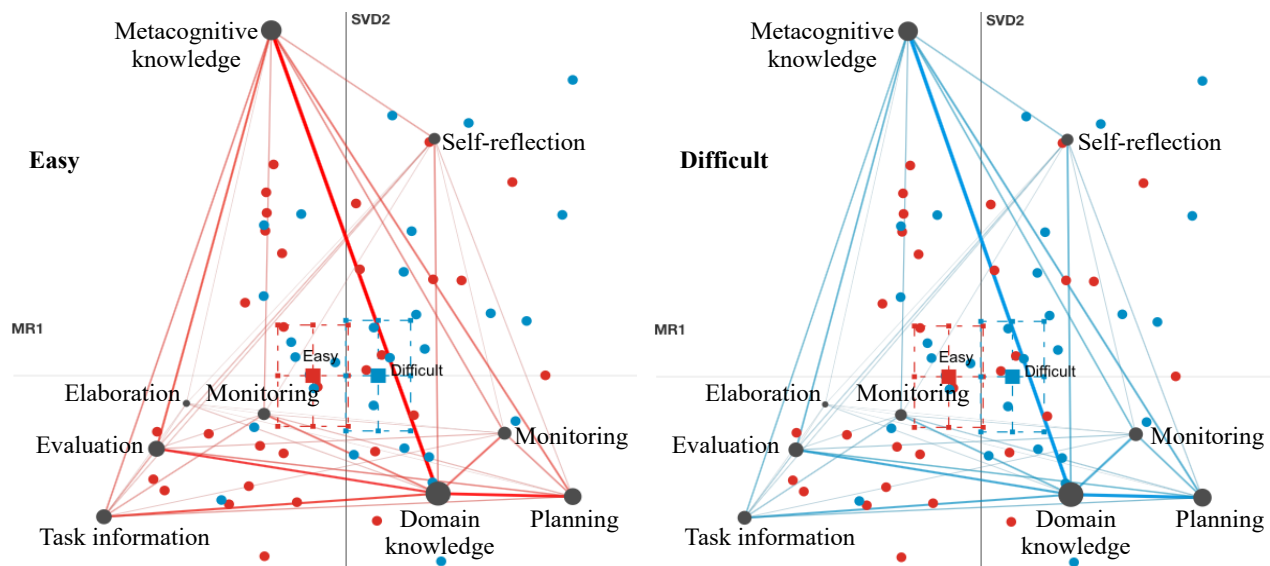 SVD2
Metacognitive
knowledge
Self-reflection
Easy
MR1
Easy
Difficult
Elaboration
Monitoring
Evaluation
Monitoring
Task information
Domain
knowledge
Planning
SVD2
Metacognitive
knowledge
Self-reflection
Difficult
MR1
Easy
Difficult
Elaboration
Monitoring
Evaluation
Monitoring
Task information
Domain
knowledge
Planning